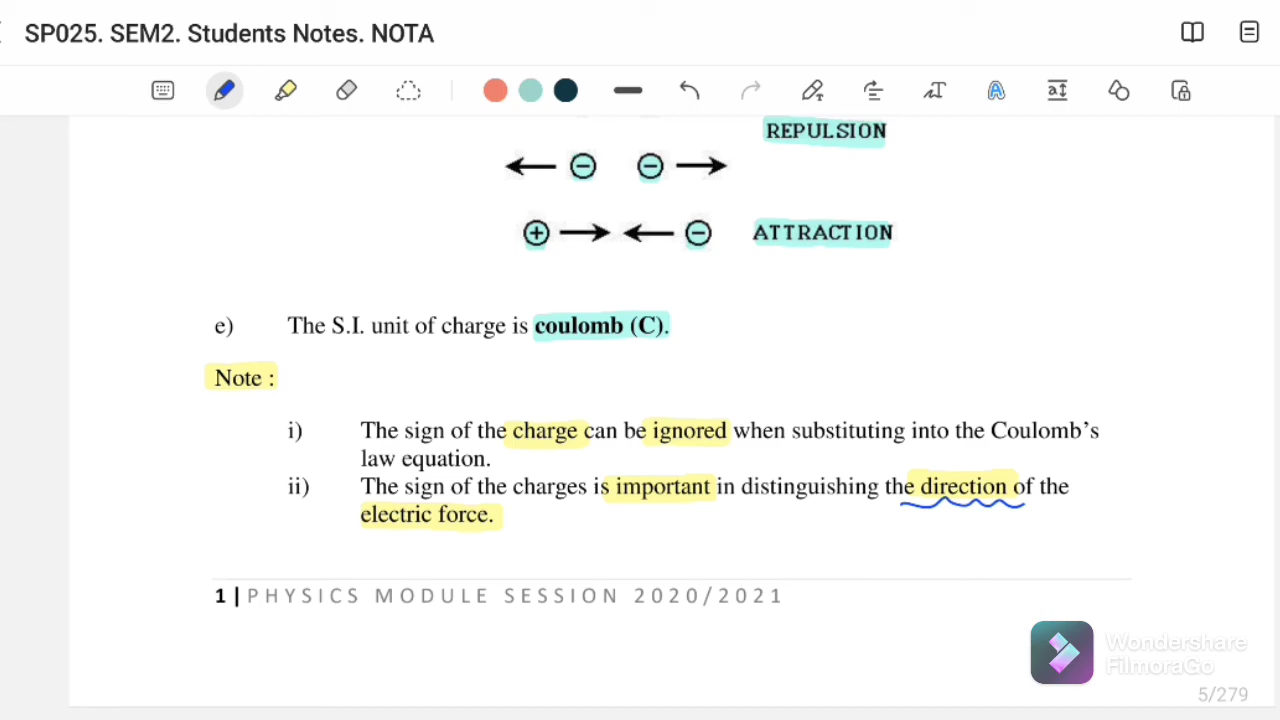 SP025. SEM2. Students Notes. NOTA
REPULSION
ATTRACTION
e) The S.I. unit of charge is coulomb (C).
Note :
i) The sign of the charge can be ignored when substituting into the Coulomb's
law equation.
ii) The sign of the charges is important in distinguishing the direction of the
electric force.
1 | PHYSICS MODULE SESSION 2020/2021
Wondershare
FilmoraGo
5/279